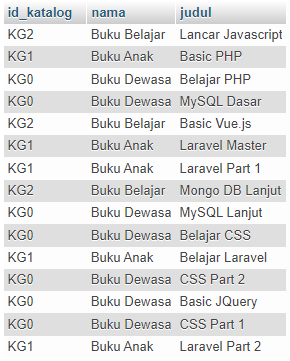 id_katalog nama judul
KG2 Buku Belajar Lancar Javascript
KG1 Buku Anak Basic PHP
KG0 Buku Dewasa Belajar PHP
KG0 Buku Dewasa MySQL Dasar
KG2 Buku Belajar Basic Vue.js
KG1 Buku Anak Laravel Master
KG1 Buku Anak Laravel Part 1
KG2 Buku Belajar Mongo DB Lanjut
KG0 Buku Dewasa MySQL Lanjut
KG0 Buku Dewasa Belajar CSS
KG1 Buku Anak Belajar Laravel
KG0 Buku Dewasa CSS Part 2
KG0 Buku Dewasa Basic JQuery
KG0 Buku Dewasa CSS Part 1
KG1 Buku Anak Laravel Part 2